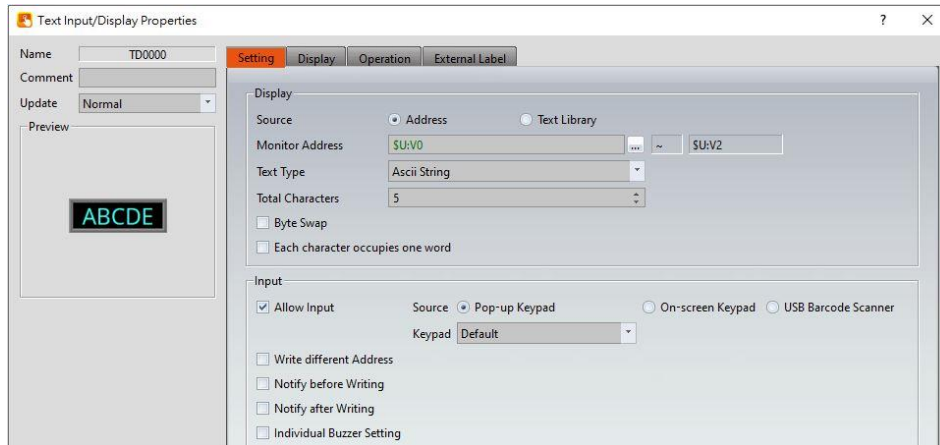 Text Input/Display Properties ?
Name TD0000
Comment
Update Normal
Preview
ABCDE
Setting Display Operation External Label
Display
Source Address Text Library
Monitor Address $U:V0 ... ~ $U:V2
Text Type Ascii String
Total Characters 5
Byte Swap
Each character occupies one word
Input
Allow Input Source Pop-up Keypad On-screen Keypad USB Barcode Scanner
Keypad Default
Write different Address
Notify before Writing
Notify after Writing
Individual Buzzer Setting